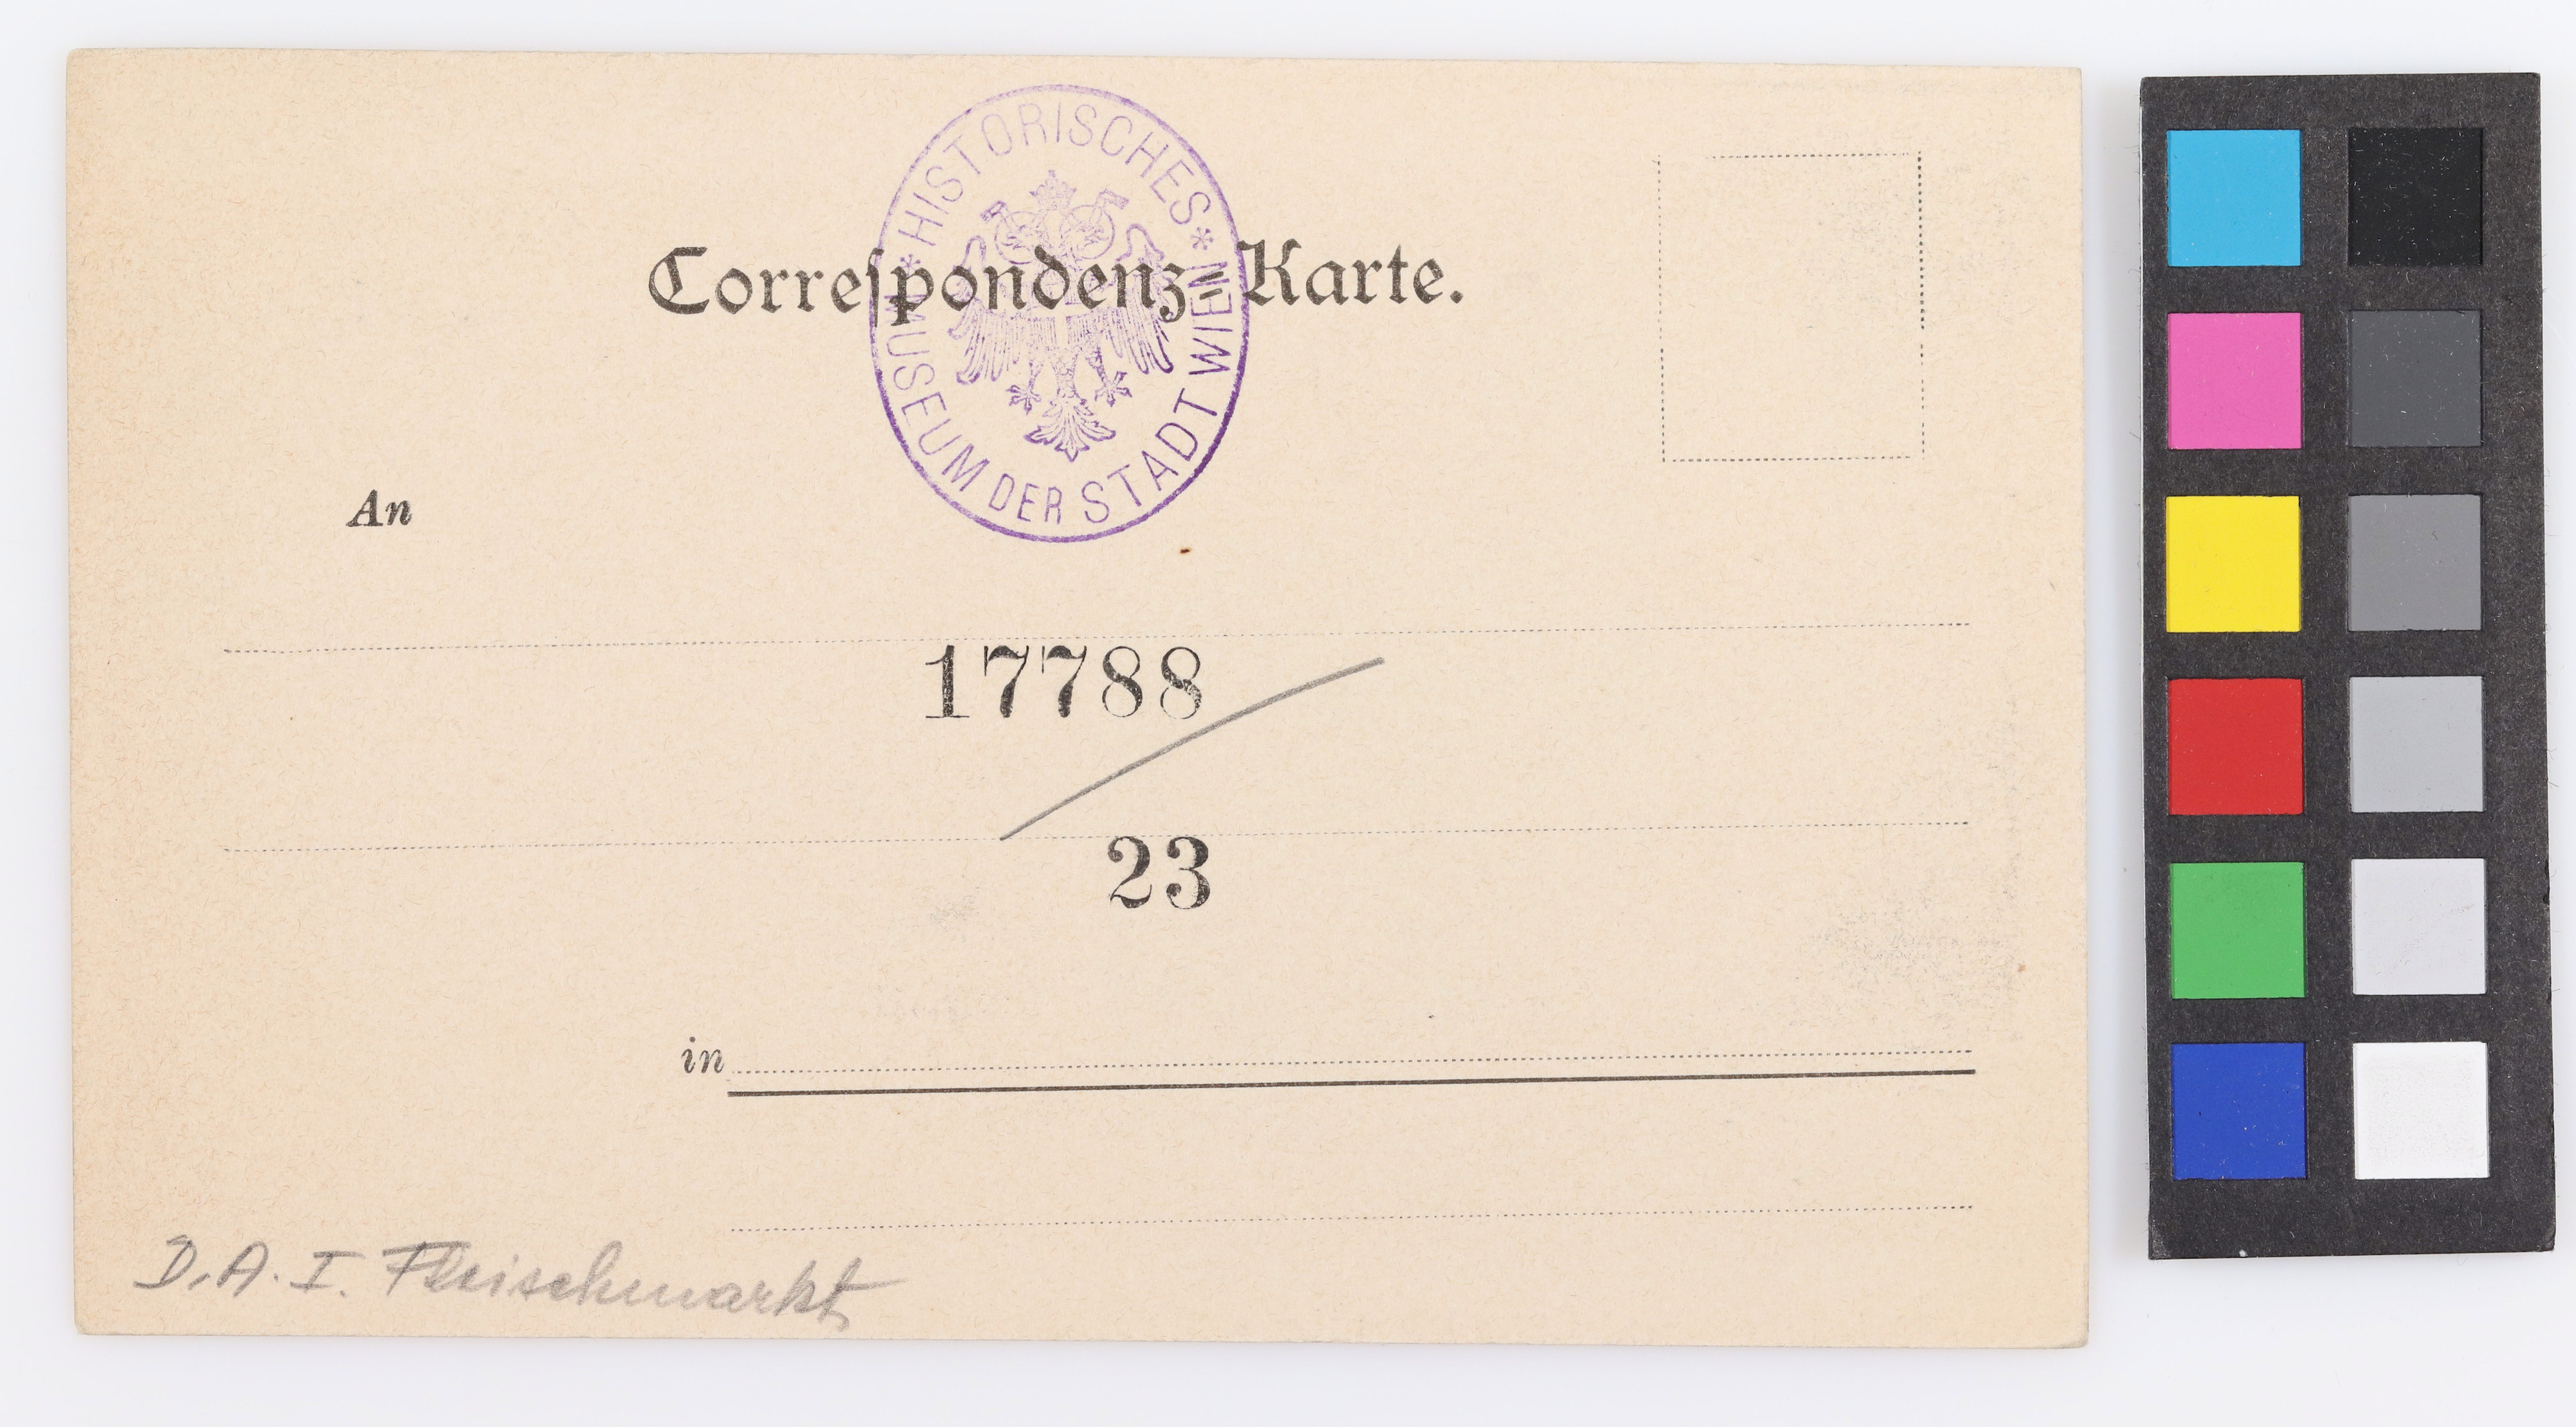 * HISTORISCHES *
MUSEUM DER STADT WIEN
Correſpondenz-Karte.
An
17788
23
in
D. A. I. Fleischmarkt